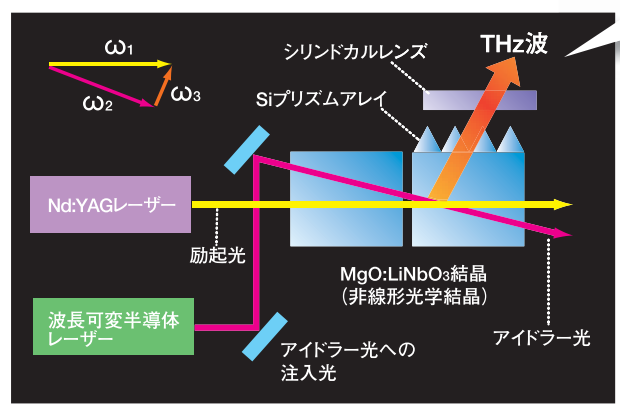 ω1
ω2
ω3
THz波
シリンドカルレンズ
Siプリズムアレイ
Nd:YAGレーザー
励起光
波長可変半導体
レーザー
MgO:LiNbO3結晶
(非線形光学結晶)
アイドラー光への
注入光
アイドラー光